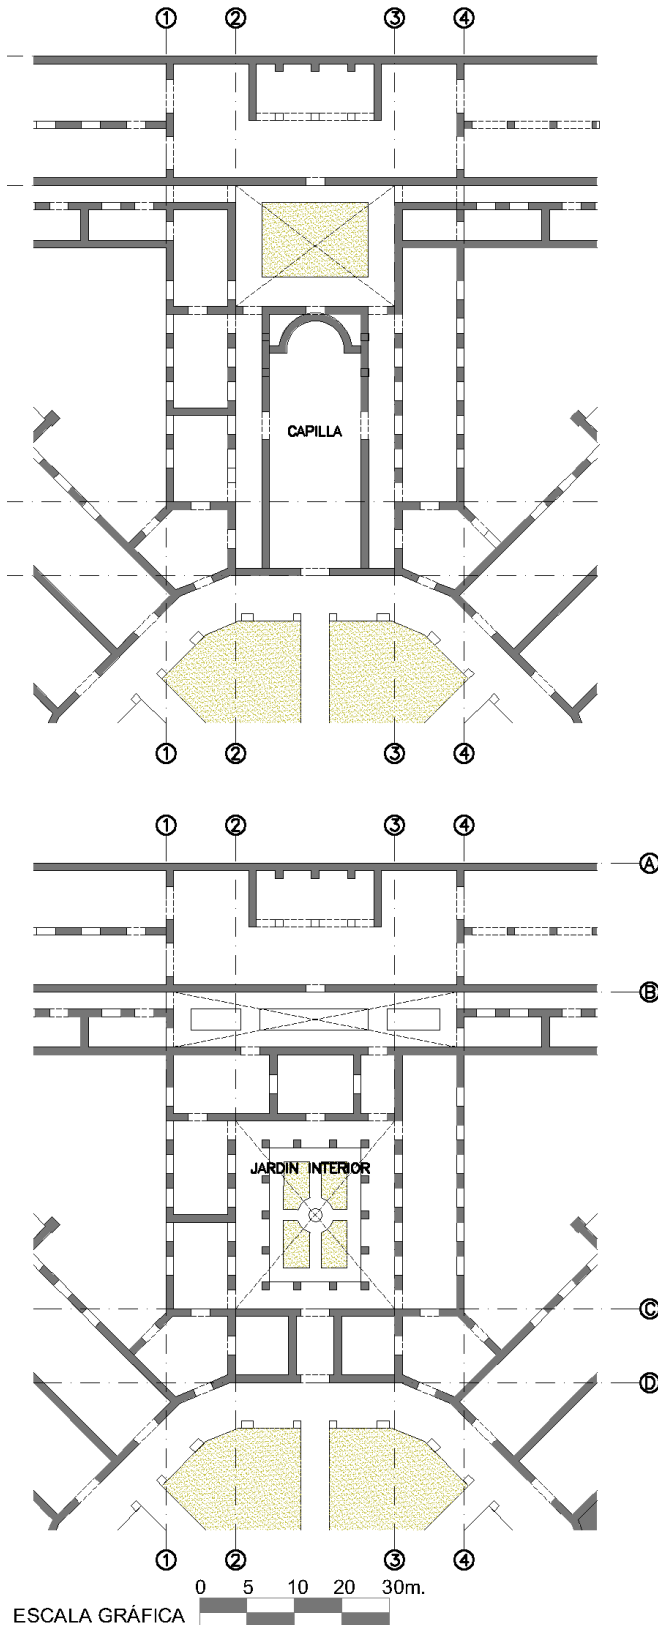 1 2 3 4
CAPILLA
1 2 3 4
1 2 3 4
A
B
JARDIN INTERIOR
C
D
1 2 3 4
0 5 10 20 30m.
ESCALA GRÁFICA